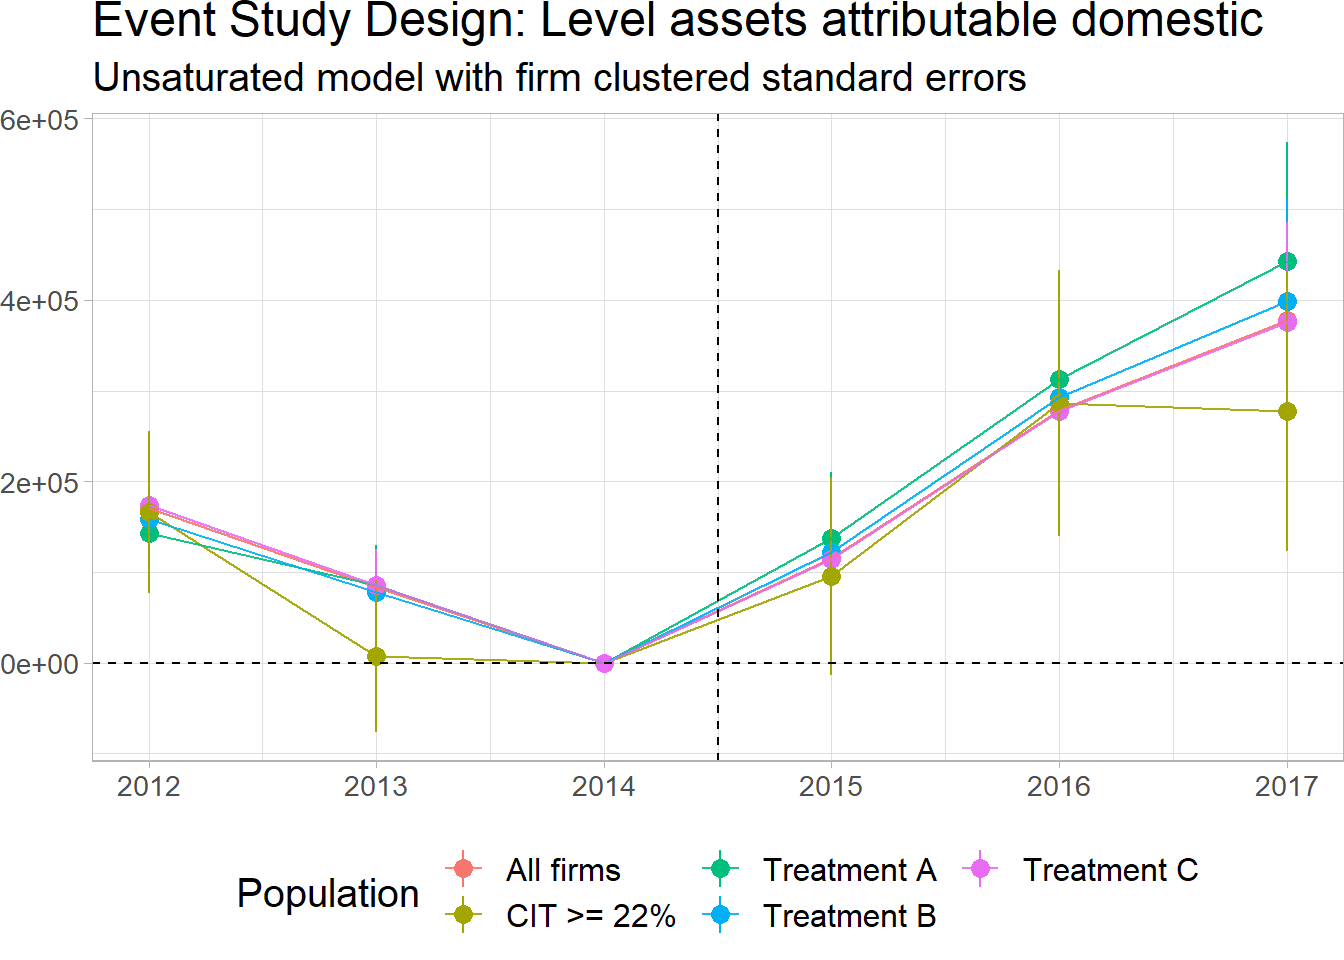 Event Study Design: Level assets attributable domestic
Unsaturated model with firm clustered standard errors
6e+05
4e+05
2e+05
0e+00
2012 2013 2014 2015 2016 2017
Population
All firms
CIT >= 22%
Treatment A
Treatment B
Treatment C